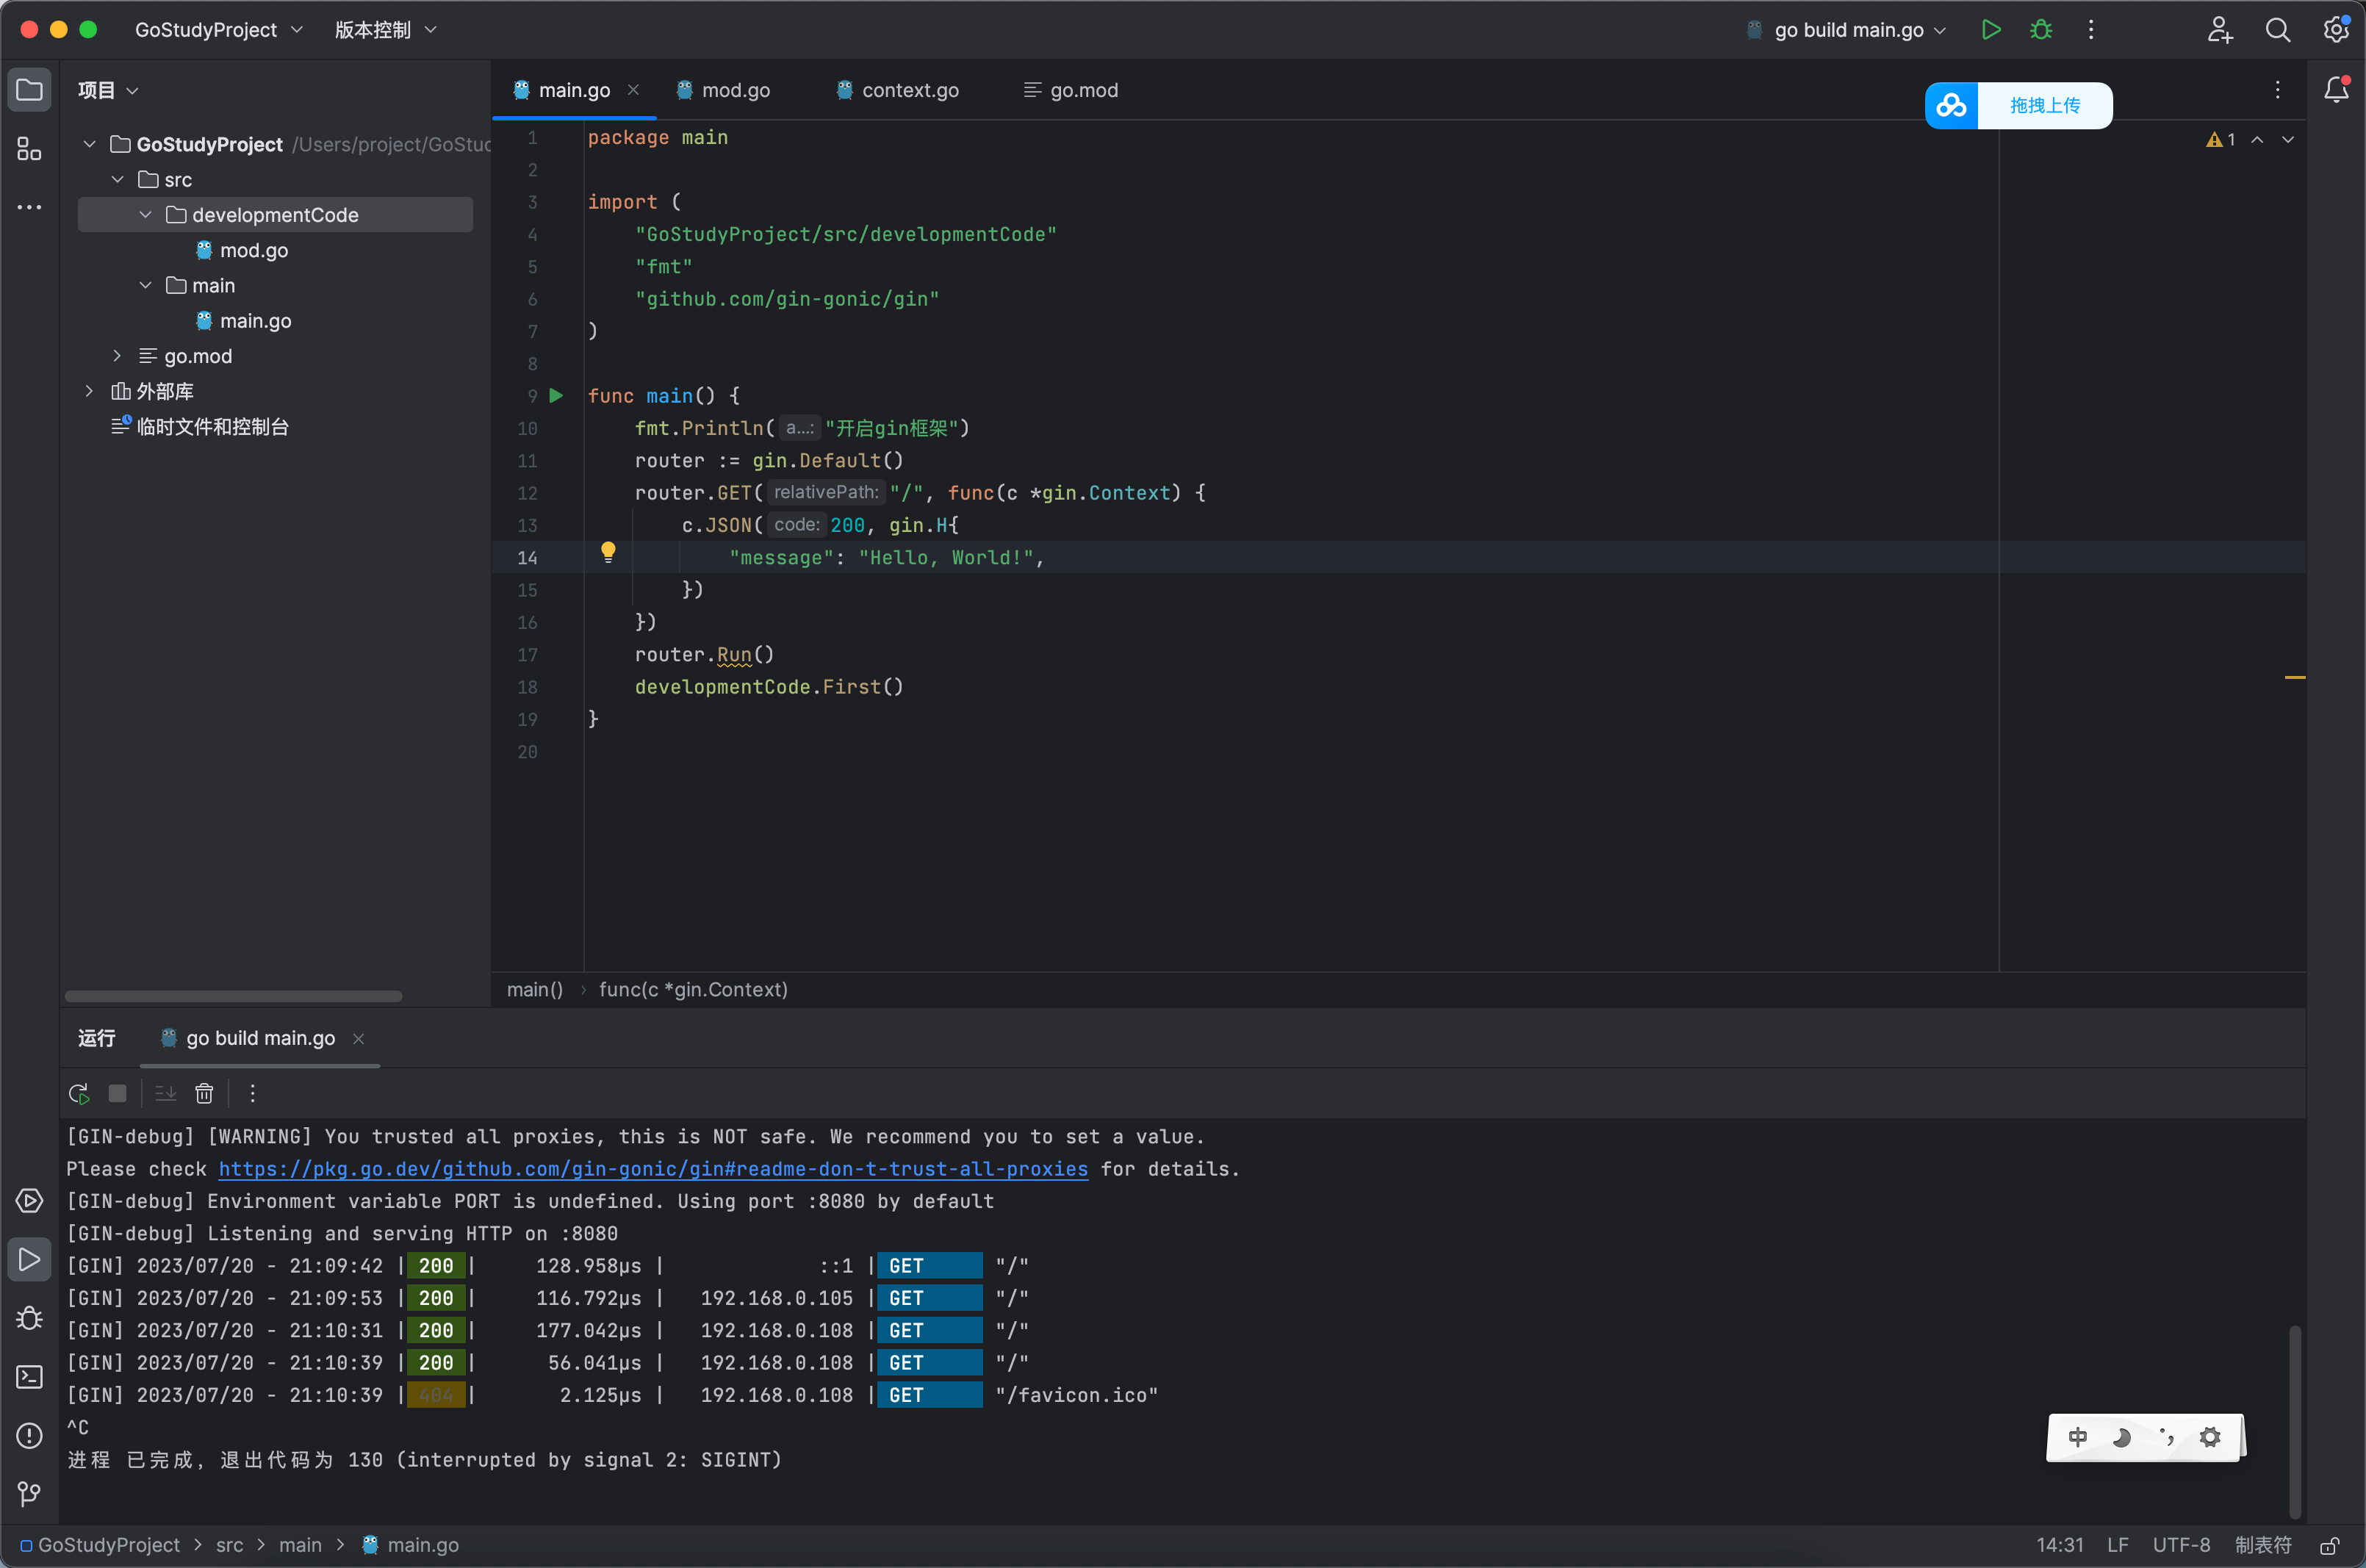 GoStudyProject 版本控制 go build main.go
项目
GoStudyProject /Users/project/GoStuc
src
developmentCode
mod.go
main
main.go
go.mod
外部库
临时文件和控制台
main.go mod.go context.go go.mod
拖拽上传
1
1 package main
2
3 import (
4 "GoStudyProject/src/developmentCode"
5 "fmt"
6 "github.com/gin-gonic/gin"
7 )
8
9 func main() {
10 fmt.Println( a...: "开启gin框架")
11 router := gin.Default()
12 router.GET( relativePath: "/", func(c *gin.Context) {
13 c.JSON( code: 200, gin.H{
14 "message": "Hello, World!",
15 })
16 })
17 router.Run()
18 developmentCode.First()
19 }
20
main() › func(c *gin.Context)
运行 go build main.go
[GIN-debug] [WARNING] You trusted all proxies, this is NOT safe. We recommend you to set a value.
Please check https://pkg.go.dev/github.com/gin-gonic/gin#readme-don-t-trust-all-proxies for details.
[GIN-debug] Environment variable PORT is undefined. Using port :8080 by default
[GIN-debug] Listening and serving HTTP on :8080
[GIN] 2023/07/20 - 21:09:42 | 200 | 128.958µs | ::1 | GET "/"
[GIN] 2023/07/20 - 21:09:53 | 200 | 116.792µs | 192.168.0.105 | GET "/"
[GIN] 2023/07/20 - 21:10:31 | 200 | 177.042µs | 192.168.0.108 | GET "/"
[GIN] 2023/07/20 - 21:10:39 | 200 | 56.041µs | 192.168.0.108 | GET "/"
[GIN] 2023/07/20 - 21:10:39 | 404 | 2.125µs | 192.168.0.108 | GET "/favicon.ico"
^C
进程 已完成，退出代码为 130 (interrupted by signal 2: SIGINT)
中
GoStudyProject › src › main › main.go 14:31 LF UTF-8 制表符